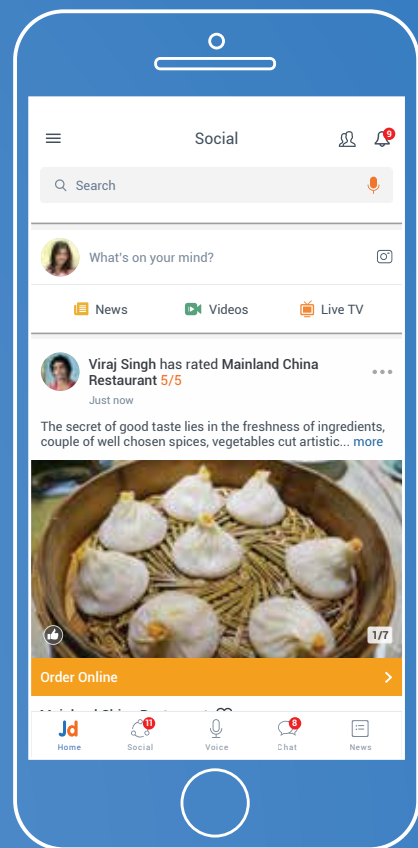 Social
9
Search
What's on your mind?
News
Videos
Live TV
Viraj Singh has rated Mainland China
Restaurant 5/5
Just now
The secret of good taste lies in the freshness of ingredients,
couple of well chosen spices, vegetables cut artistic... more
1/7
Order Online
Jd
11
8
Home
Social
Voice
Chat
News